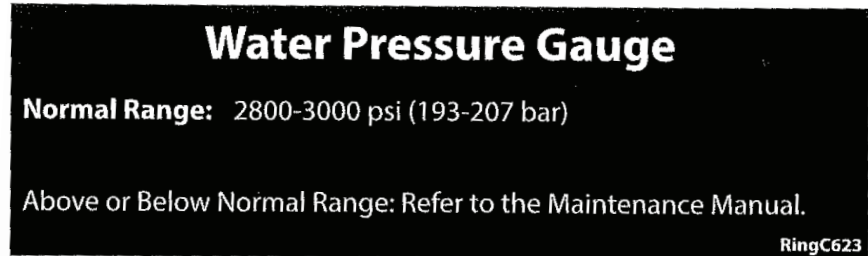 Water Pressure Gauge
Normal Range: 2800-3000 psi (193-207 bar)
Above or Below Normal Range: Refer to the Maintenance Manual.
RingC623